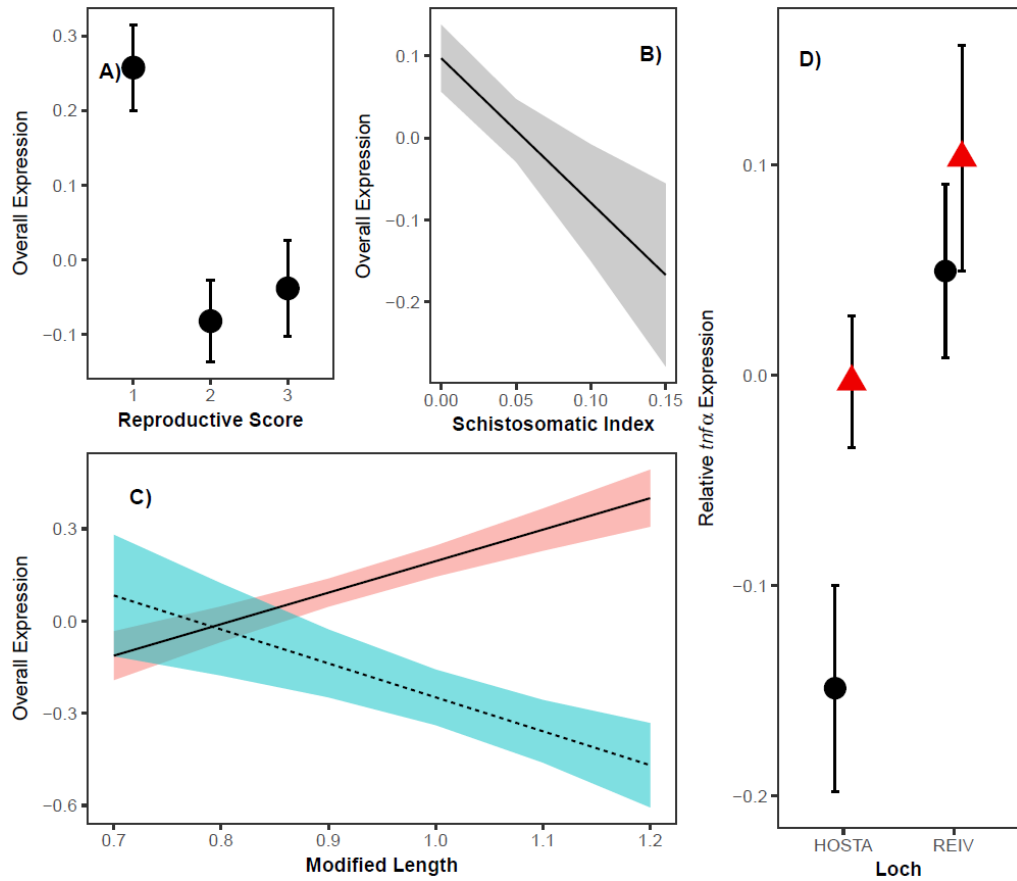 A)
Overall Expression
0.3
0.2
0.1
0.0
−0.1
1
2
3
Reproductive Score
B)
Overall Expression
0.1
0.0
−0.1
−0.2
0.00
0.05
0.10
0.15
Schistosomatic Index
C)
Overall Expression
0.3
0.0
−0.3
−0.6
0.7
0.8
0.9
1.0
1.1
1.2
Modified Length
D)
Relative tnfα Expression
0.1
0.0
−0.1
−0.2
HOSTA
REIV
Loch